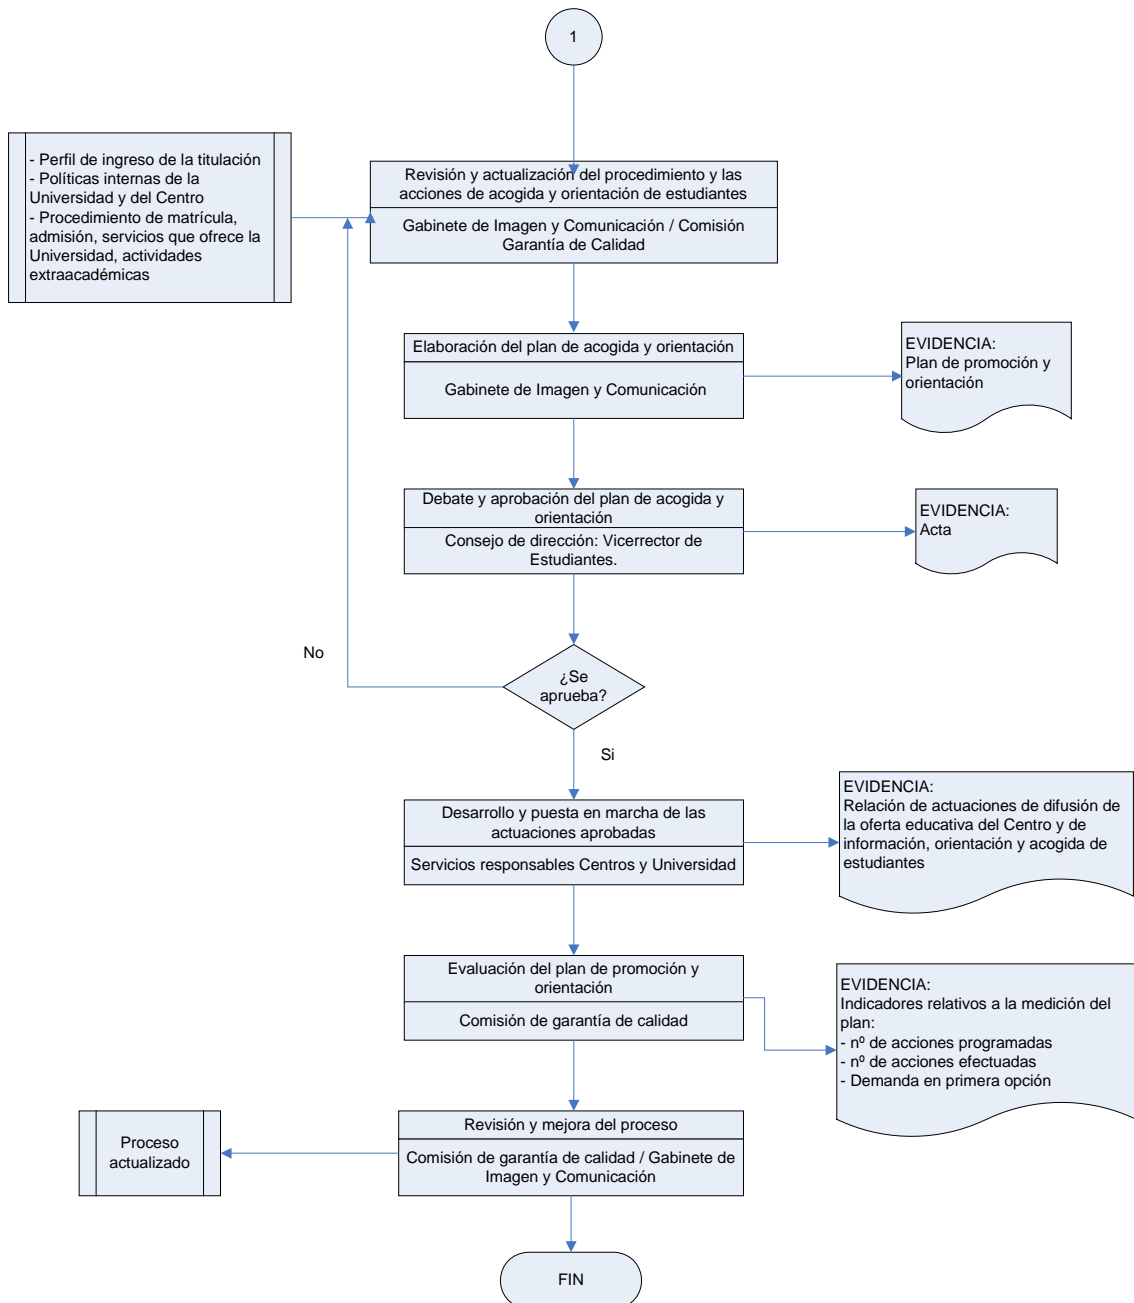 1
- Perfil de ingreso de la titulación
- Políticas internas de la
Universidad y del Centro
- Procedimiento de matrícula,
admisión, servicios que ofrece la
Universidad, actividades
extraacadémicas
Revisión y actualización del procedimiento y las
acciones de acogida y orientación de estudiantes
Gabinete de Imagen y Comunicación / Comisión
Garantía de Calidad
Elaboración del plan de acogida y orientación
Gabinete de Imagen y Comunicación
EVIDENCIA:
Plan de promoción y
orientación
Debate y aprobación del plan de acogida y
orientación
Consejo de dirección: Vicerrector de
Estudiantes.
EVIDENCIA:
Acta
No
¿Se
aprueba?
Si
Desarrollo y puesta en marcha de las
actuaciones aprobadas
Servicios responsables Centros y Universidad
EVIDENCIA:
Relación de actuaciones de difusión de
la oferta educativa del Centro y de
información, orientación y acogida de
estudiantes
Evaluación del plan de promoción y
orientación
Comisión de garantía de calidad
EVIDENCIA:
Indicadores relativos a la medición del
plan:
- nº de acciones programadas
- nº de acciones efectuadas
- Demanda en primera opción
Proceso
actualizado
Revisión y mejora del proceso
Comisión de garantía de calidad / Gabinete de
Imagen y Comunicación
FIN